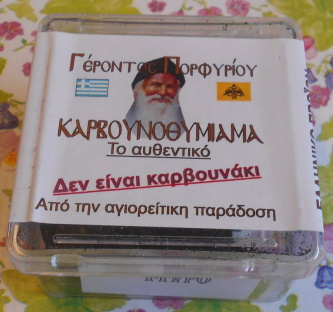 Γέροντος Πορφυρίου
ΚΑΡΒΟΥΝΟΘΥΜΙΑΜΑ
Το αυθεντικό
Δεν είναι καρβουνάκι
Από την αγιορείτικη παράδοση